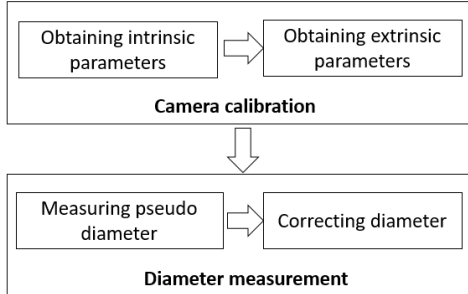 Obtaining intrinsic
parameters
Obtaining extrinsic
parameters
Camera calibration
Measuring pseudo
diameter
Correcting diameter
Diameter measurement